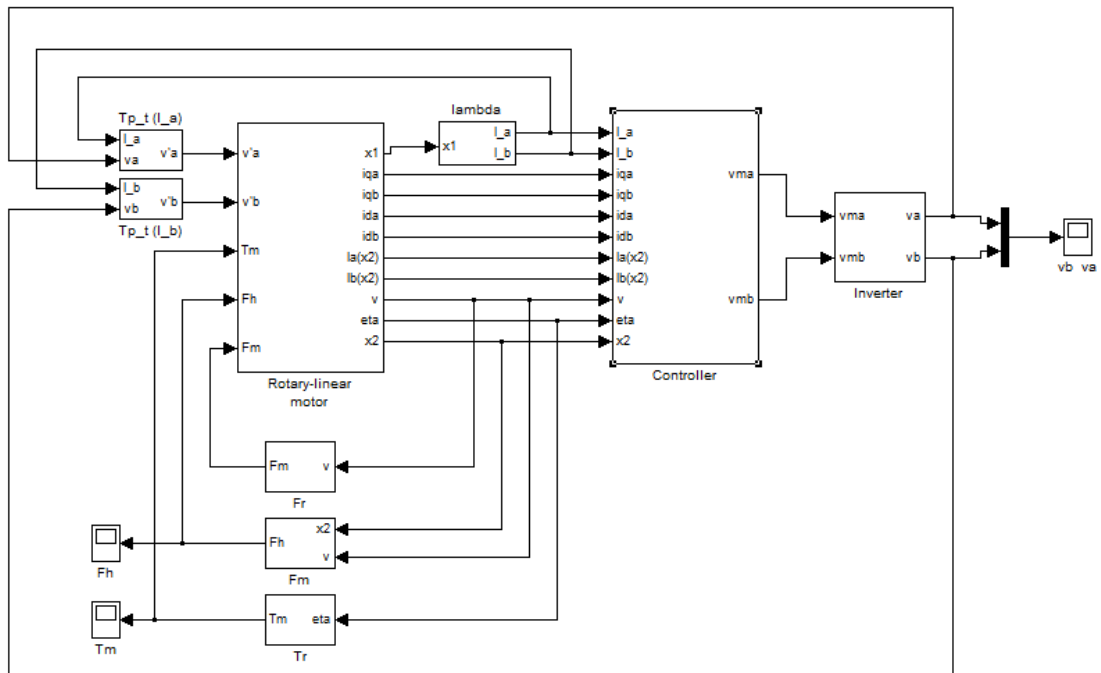 Tp_t (l_a)
l_a
va
v'a
l_b
vb
v'b
Tp_t (l_b)
v'a
v'b
Tm
Fh
Fm
x1
iqa
iqb
ida
idb
la(x2)
lb(x2)
v
eta
x2
Rotary-linear
motor
lambda
x1
l_a
l_b
l_a
l_b
iqa
iqb
ida
idb
la(x2)
lb(x2)
v
eta
x2
vma
vmb
Controller
vma
vmb
va
vb
Inverter
vb va
Fm
v
Fr
x2
Fh
v
Fm
Fh
Tm
eta
Tr
Tm